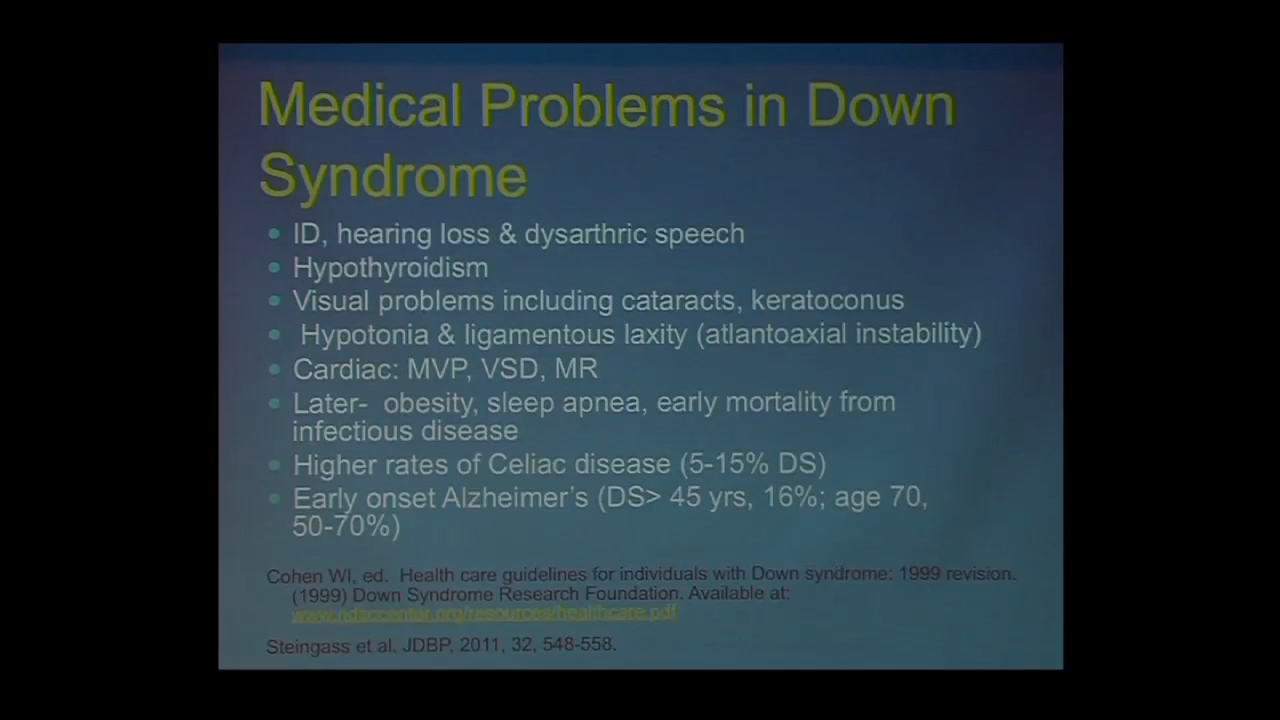 Medical Problems in Down
Syndrome
• ID, hearing loss & dysarthric speech
• Hypothyroidism
• Visual problems including cataracts, keratoconus
• Hypotonia & ligamentous laxity (atlantoaxial instability)
• Cardiac: MVP, VSD, MR
• Later- obesity, sleep apnea, early mortality from
infectious disease
• Higher rates of Celiac disease (5-15% DS)
• Early onset Alzheimer's (DS> 45 yrs, 16%; age 70,
50-70%)
Cohen WI, ed. Health care guidelines for individuals with Down syndrome: 1999 revision.
(1999) Down Syndrome Research Foundation. Available at:
Steingass et al, JDBP, 2011, 32, 548-558.